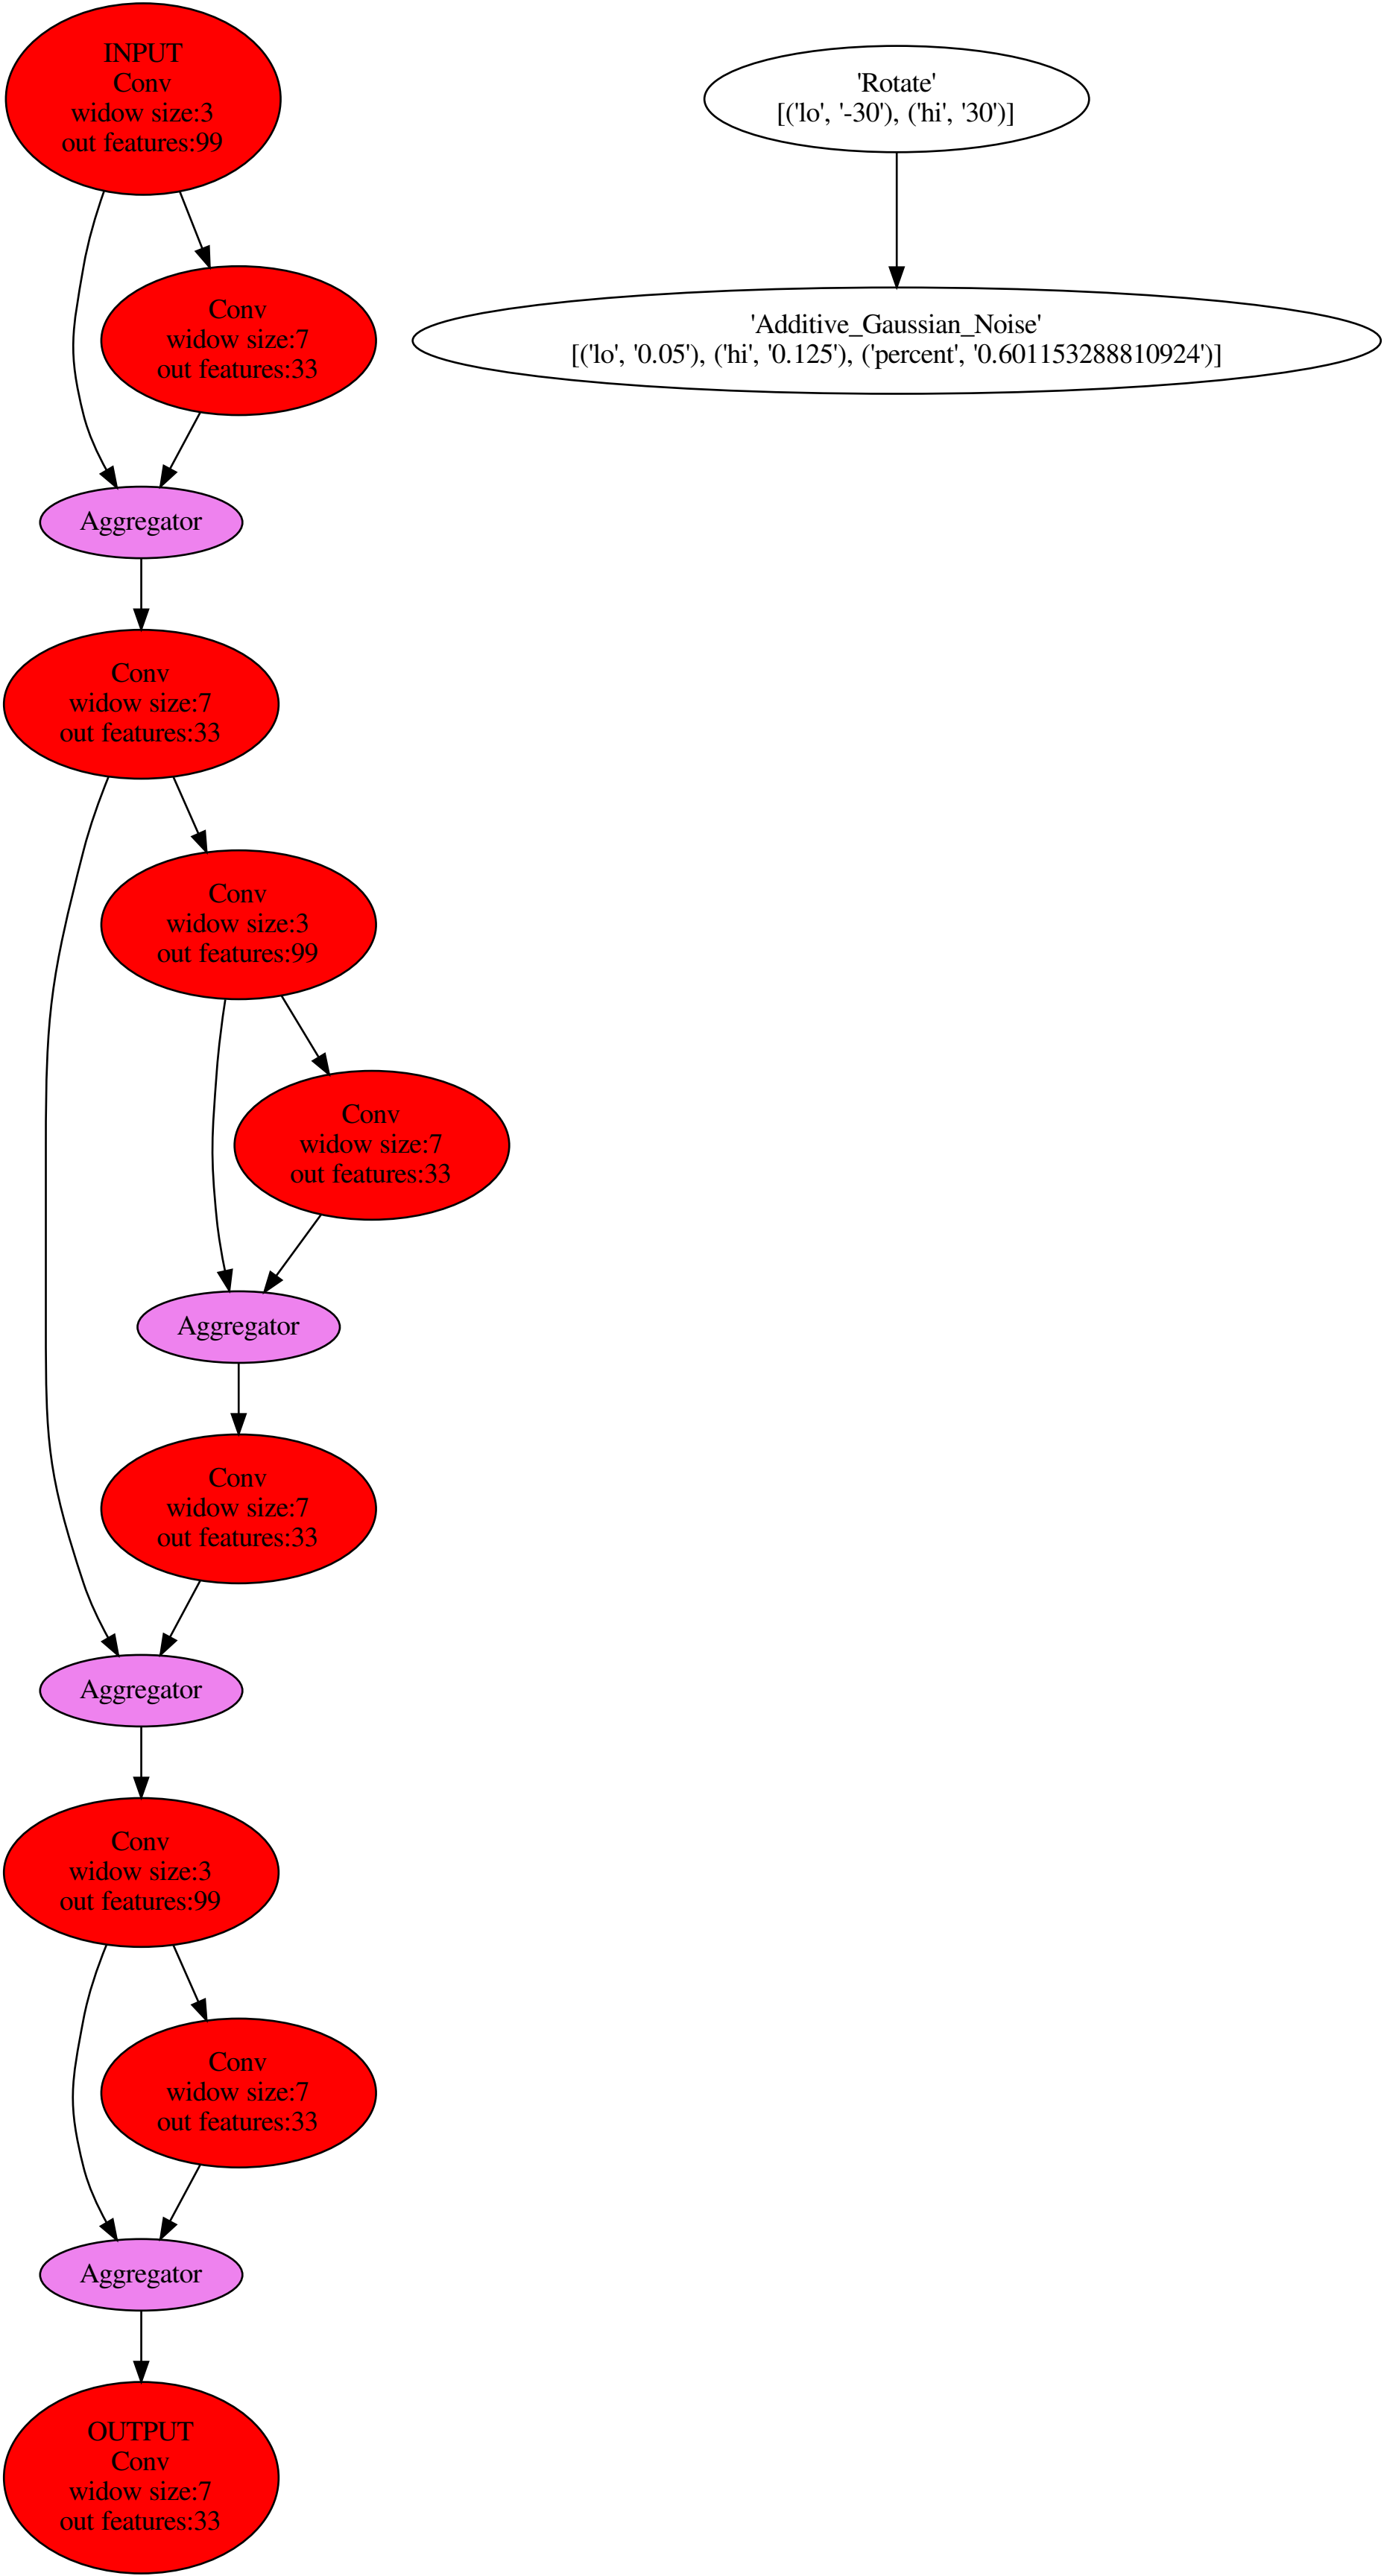 INPUT
Conv
widow size:3
out features:99
'Rotate'
[('lo', '-30'), ('hi', '30')]
Conv
widow size:7
out features:33
'Additive_Gaussian_Noise'
[('lo', '0.05'), ('hi', '0.125'), ('percent', '0.601153288810924')]
Aggregator
Conv
widow size:7
out features:33
Conv
widow size:3
out features:99
Conv
widow size:7
out features:33
Aggregator
Conv
widow size:7
out features:33
Aggregator
Conv
widow size:3
out features:99
Conv
widow size:7
out features:33
Aggregator
OUTPUT
Conv
widow size:7
out features:33